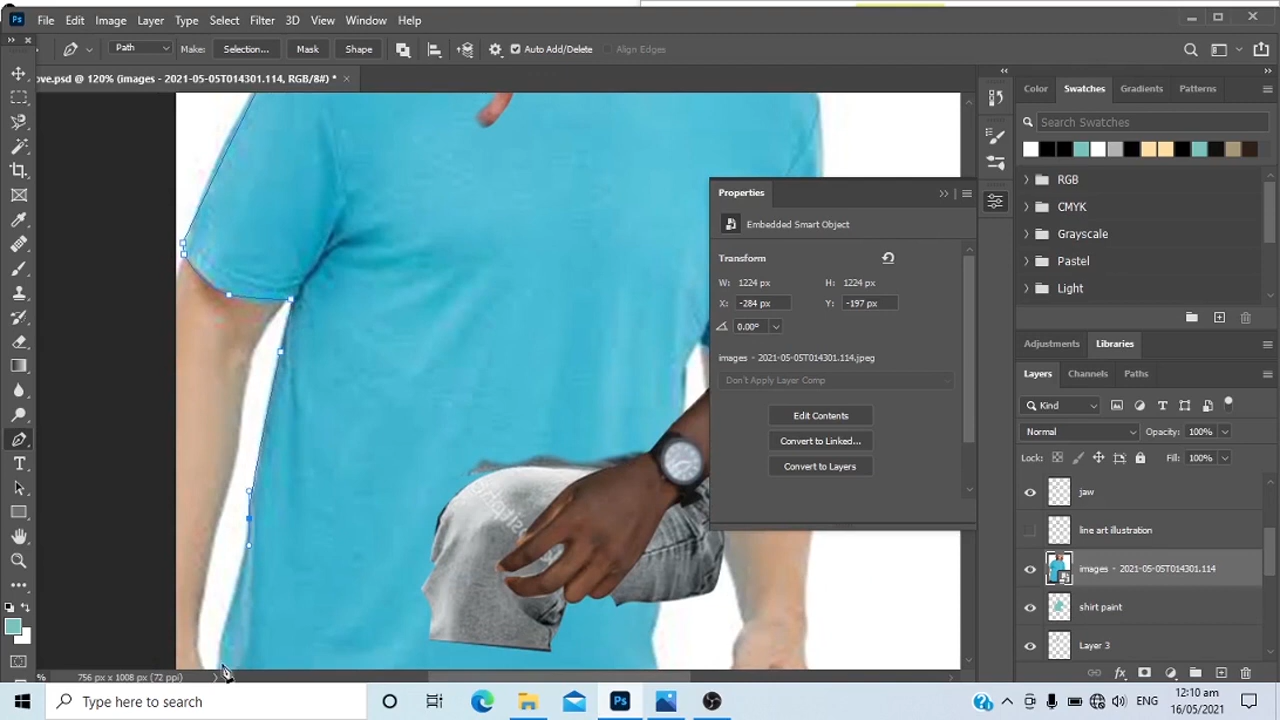 Ps File Edit Image Layer Type Select Filter 3D View Window Help
Path Make: Selection... Mask Shape Auto Add/Delete Align Edges
ove.psd @ 120% (images - 2021-05-05T014301.114, RGB/8#) * ×
Color Swatches Gradients Patterns
Search Swatches
RGB
CMYK
Grayscale
Pastel
Light
Properties
Embedded Smart Object
Transform
W: 1224 px H: 1224 px
X: -284 px Y: -197 px
0.00°
images - 2021-05-05T014301.114.jpeg
Don't Apply Layer Comp
Edit Contents
Convert to Linked...
Convert to Layers
Adjustments Libraries
Layers Channels Paths
Kind
Normal Opacity: 100%
Lock: Fill: 100%
jaw
line art illustration
images - 2021-05-05T014301.114
shirt paint
Layer 3
% 756 px x 1008 px (72 ppi)
Type here to search
Ps
ENG
12:10 am
16/05/2021